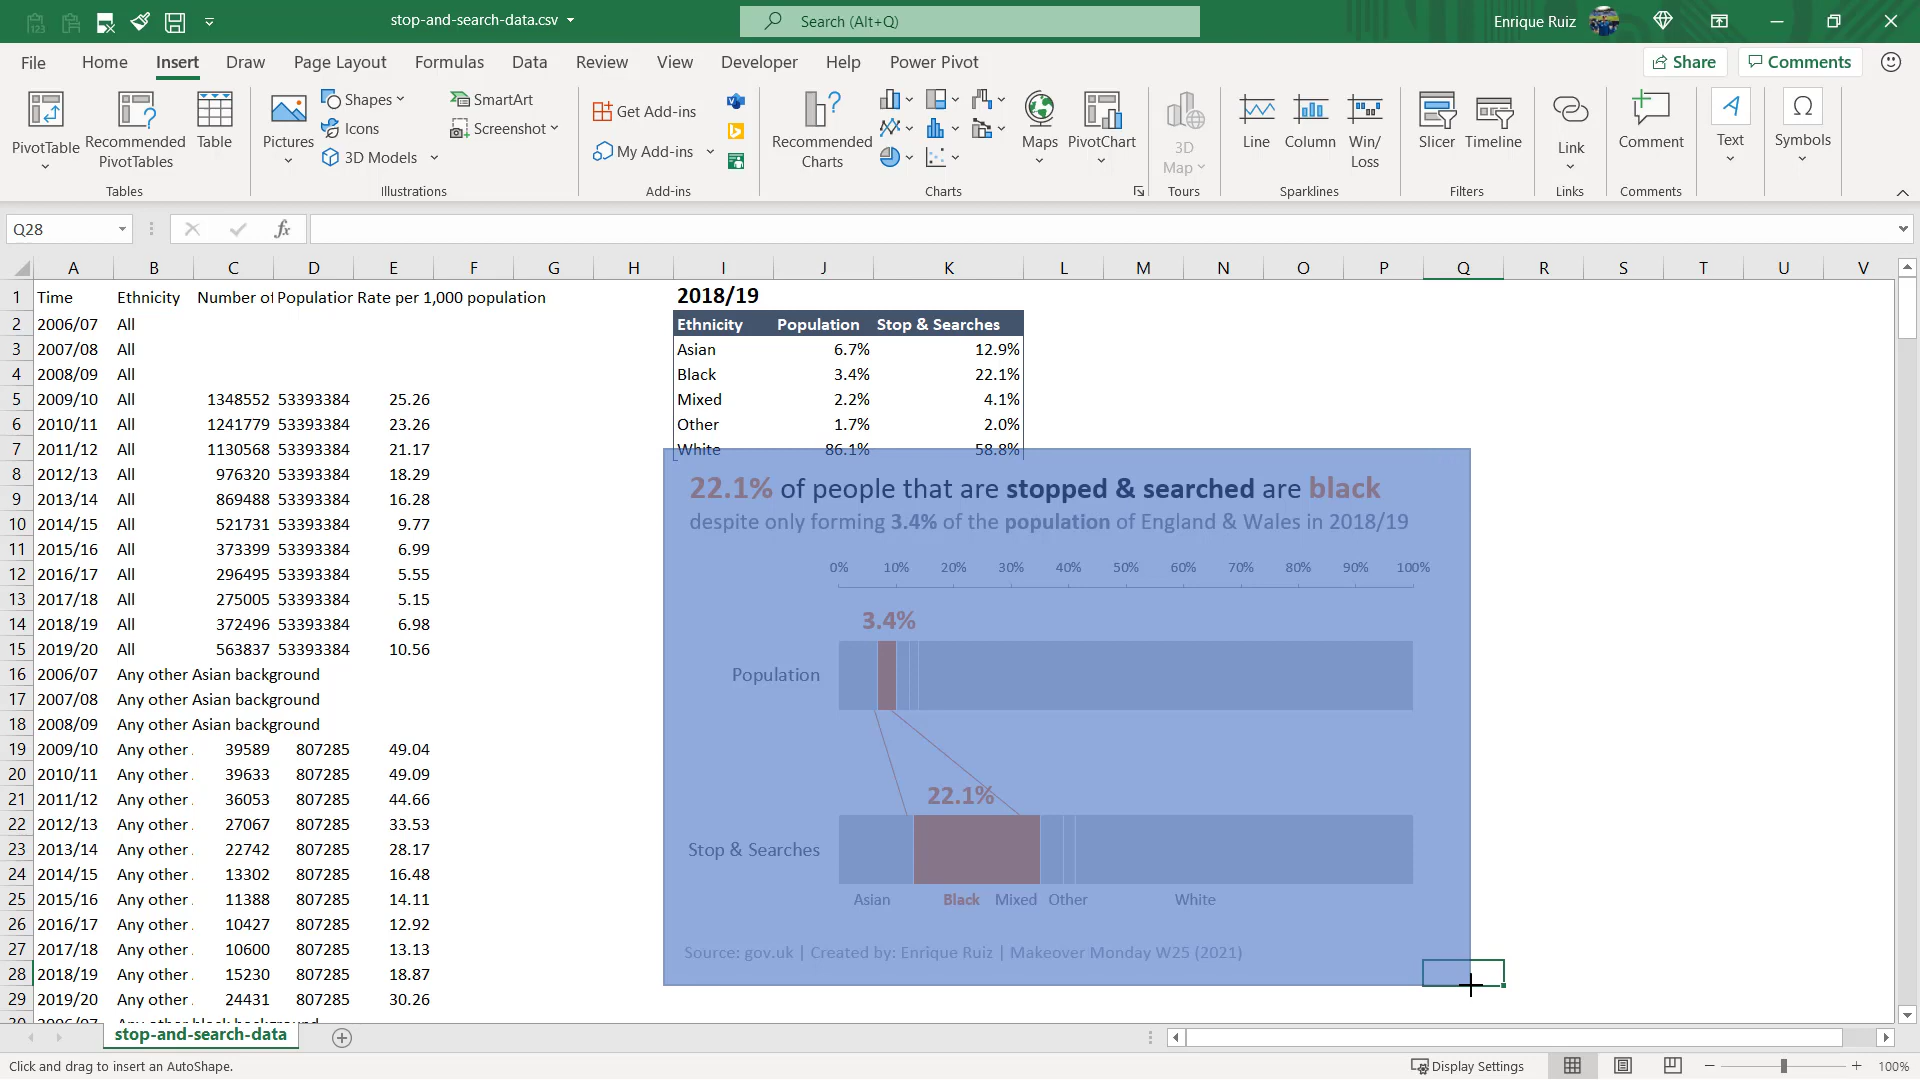 stop-and-search-data.csv
Search (Alt+Q)
Enrique Ruiz
File Home Insert Draw Page Layout Formulas Data Review View Developer Help Power Pivot
Share Comments
PivotTable
Recommended PivotTables
Table
Tables
Pictures
Shapes
Icons
3D Models
SmartArt
Screenshot
Illustrations
Get Add-ins
My Add-ins
Add-ins
Recommended Charts
Maps
PivotChart
Charts
3D Map
Tours
Line
Column
Win/Loss
Sparklines
Slicer
Timeline
Filters
Link
Links
Comment
Comments
Text
Symbols
Q28
fx
A B C D E F G H I J K L M N O P Q R S T U V
1 Time Ethnicity Number of Population Rate per 1,000 population 2018/19
2 2006/07 All Ethnicity Population Stop & Searches
3 2007/08 All Asian 6.7% 12.9%
4 2008/09 All Black 3.4% 22.1%
5 2009/10 All 1348552 53393384 25.26 Mixed 2.2% 4.1%
6 2010/11 All 1241779 53393384 23.26 Other 1.7% 2.0%
7 2011/12 All 1130568 53393384 21.17 White 86.1% 58.8%
8 2012/13 All 976320 53393384 18.29
9 2013/14 All 869488 53393384 16.28
10 2014/15 All 521731 53393384 9.77
11 2015/16 All 373399 53393384 6.99
12 2016/17 All 296495 53393384 5.55
13 2017/18 All 275005 53393384 5.15
14 2018/19 All 372496 53393384 6.98
15 2019/20 All 563837 53393384 10.56
16 2006/07 Any other Asian background
17 2007/08 Any other Asian background
18 2008/09 Any other Asian background
19 2009/10 Any other 39589 807285 49.04
20 2010/11 Any other 39633 807285 49.09
21 2011/12 Any other 36053 807285 44.66
22 2012/13 Any other 27067 807285 33.53
23 2013/14 Any other 22742 807285 28.17
24 2014/15 Any other 13302 807285 16.48
25 2015/16 Any other 11388 807285 14.11
26 2016/17 Any other 10427 807285 12.92
27 2017/18 Any other 10600 807285 13.13
28 2018/19 Any other 15230 807285 18.87
29 2019/20 Any other 24431 807285 30.26
30 2006/07 Any other black background
22.1% of people that are stopped & searched are black
despite only forming 3.4% of the population of England & Wales in 2018/19
0% 10% 20% 30% 40% 50% 60% 70% 80% 90% 100%
3.4%
Population
22.1%
Stop & Searches
Asian Black Mixed Other White
Source: gov.uk | Created by: Enrique Ruiz | Makeover Monday W25 (2021)
stop-and-search-data
Click and drag to insert an AutoShape.
Display Settings
100%